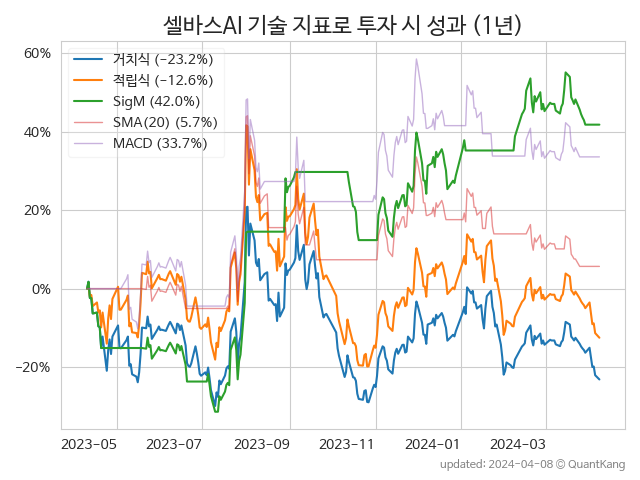 셀바스AI 기술 지표로 투자 시 성과 (1년)
60%
40%
20%
0%
−20%
거치식 (−23.2%)
적립식 (−12.6%)
SigM (42.0%)
SMA(20) (5.7%)
MACD (33.7%)
2023-05 2023-07 2023-09 2023-11 2024-01 2024-03
updated: 2024-04-08 © QuantKang